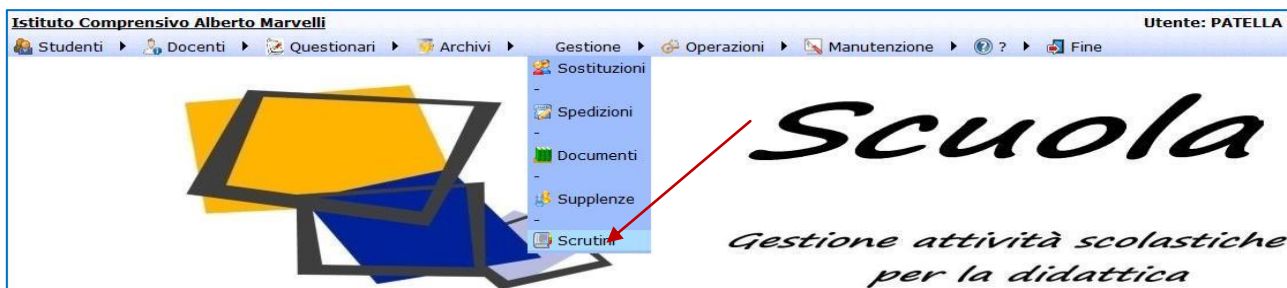 Istituto Comprensivo Alberto Marvelli Utente: PATELLA
Studenti Docenti Questionari Archivi Gestione Operazioni Manutenzione ? Fine
Sostituzioni
-
Spedizioni
-
Documenti
-
Supplenze
-
Scrutini
Scuola
Gestione attività scolastiche
per la didattica